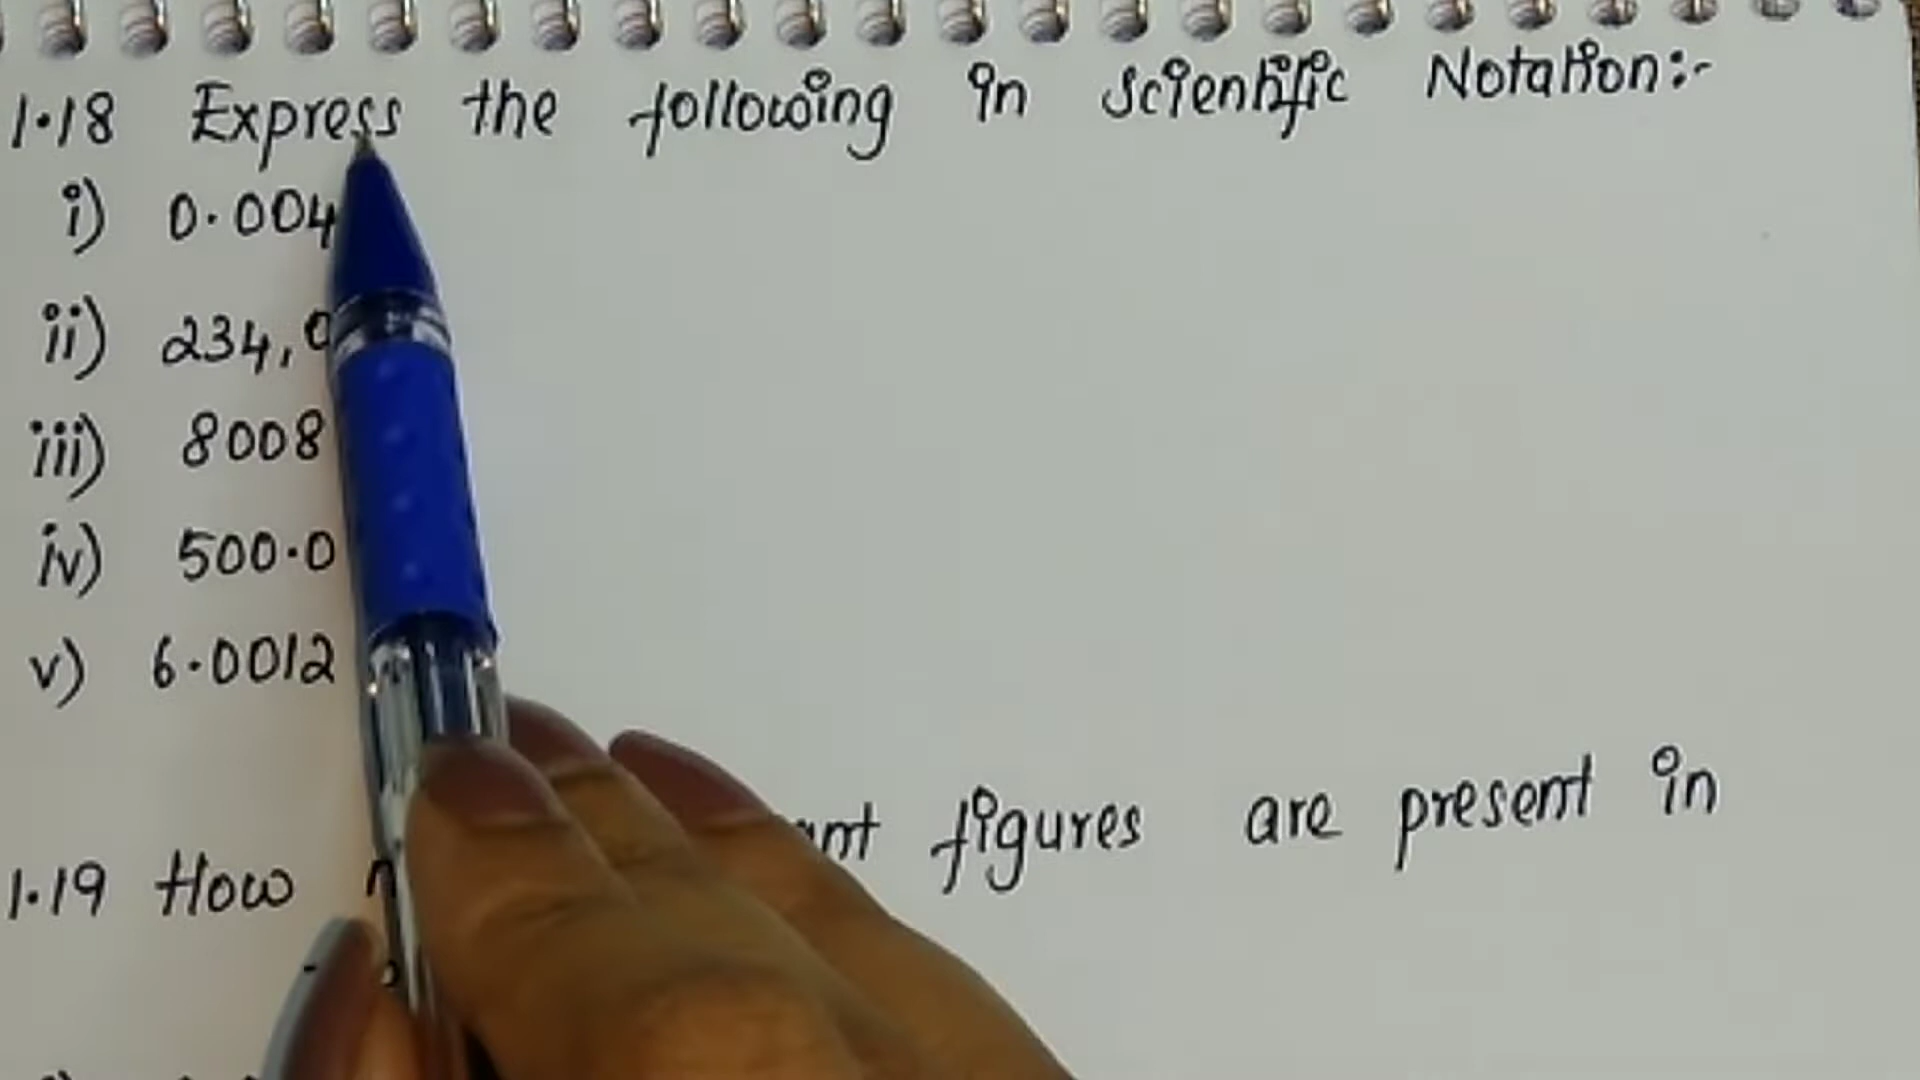 1.18 Express the following in Scientific Notation:-
i) 0.004
ii) 234,0
iii) 8008
iv) 500.0
v) 6.0012
1.19 How figures are present in